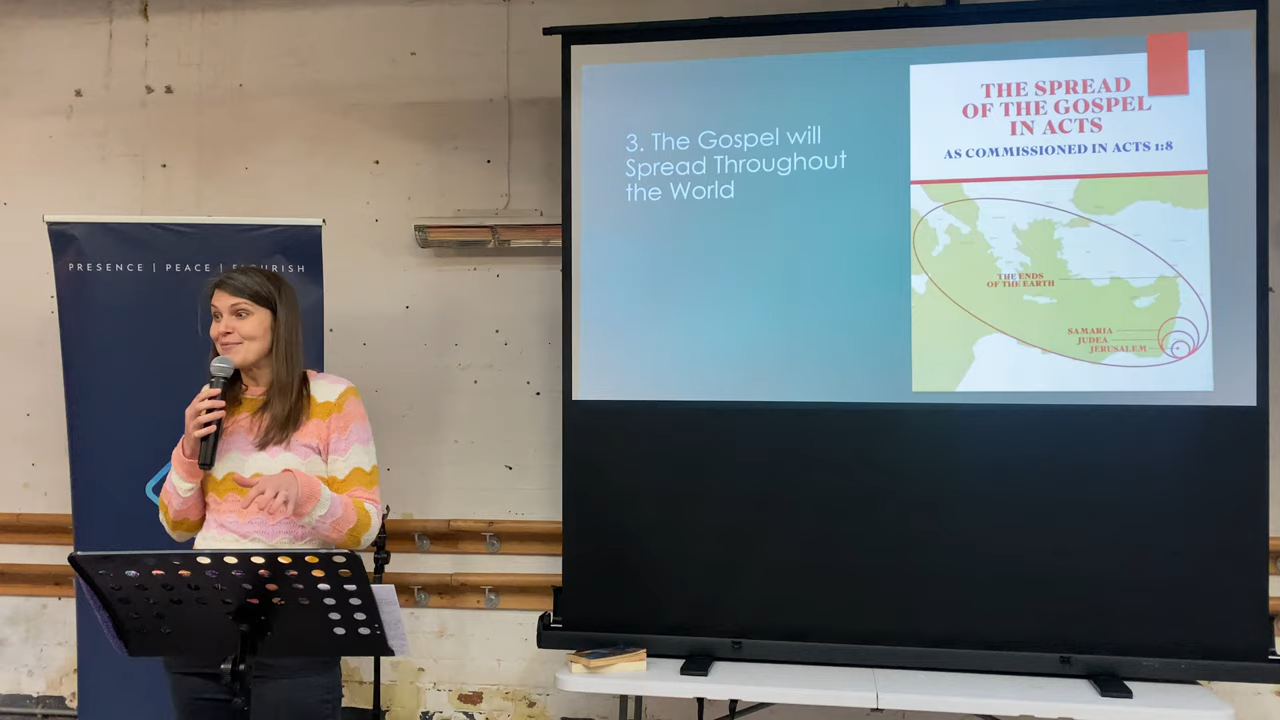 PRESENCE | PEACE | FLOURISH
3. The Gospel will
Spread Throughout
the World
THE SPREAD
OF THE GOSPEL
IN ACTS
AS COMMISSIONED IN ACTS 1:8
THE ENDS
OF THE EARTH
SAMARIA
JUDEA
JERUSALEM